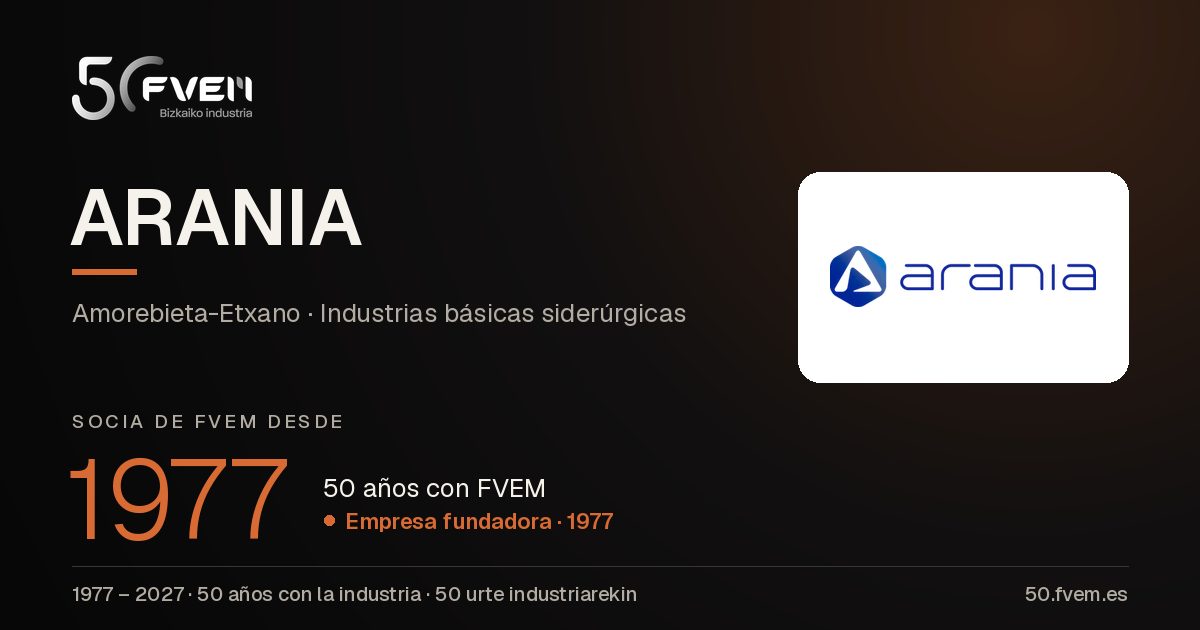 50 FVEM
Bizkaiko industria
ARANIA
arania
Amorebieta-Etxano · Industrias básicas siderúrgicas
SOCIA DE FVEM DESDE
1977
50 años con FVEM
Empresa fundadora · 1977
1977 – 2027 · 50 años con la industria · 50 urte industriarekin
50.fvem.es